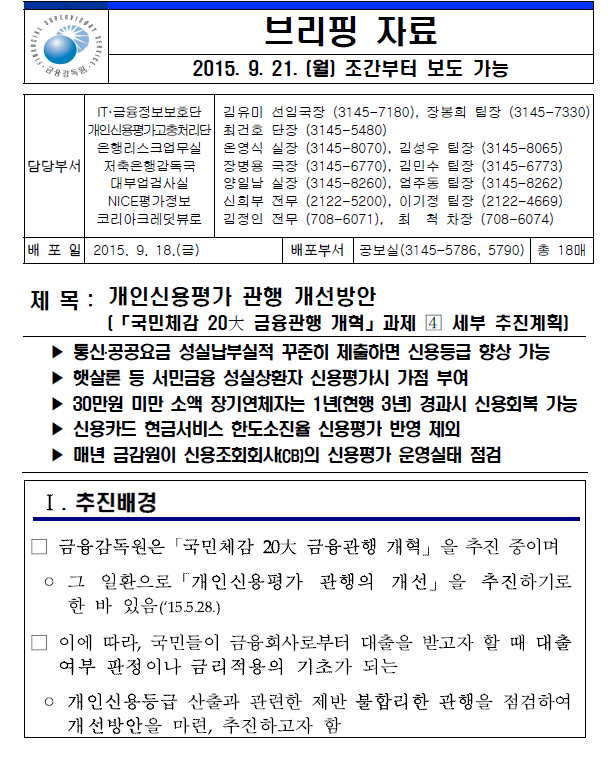 FINANCIAL SUPERVISORY SERVICE
금융감독원
브리핑 자료
2015. 9. 21. (월) 조간부터 보도 가능
담당부서
IT·금융정보보호단 김유미 선임국장 (3145-7180), 장봉희 팀장 (3145-7330)
개인신용평가고충처리단 최건호 단장 (3145-5480)
은행리스크업무실 온영식 실장 (3145-8070), 김성우 팀장 (3145-8065)
저축은행감독국 장병용 국장 (3145-6770), 김민수 팀장 (3145-6773)
대부업검사실 양일남 실장 (3145-8260), 엄주동 팀장 (3145-8262)
NICE평가정보 신희부 전무 (2122-5200), 이기정 팀장 (2122-4669)
코리아크레딧뷰로 김정인 전무 (708-6071), 최 척 차장 (708-6074)
배 포 일 2015. 9. 18.(금) 배포부서 공보실(3145-5786, 5790) 총 18매
제 목 : 개인신용평가 관행 개선방안
(「국민체감 20大 금융관행 개혁」과제 4 세부 추진계획)
▶ 통신·공공요금 성실납부실적 꾸준히 제출하면 신용등급 향상 가능
▶ 햇살론 등 서민금융 성실상환자 신용평가시 가점 부여
▶ 30만원 미만 소액 장기연체자는 1년(현행 3년) 경과시 신용회복 가능
▶ 신용카드 현금서비스 한도소진율 신용평가 반영 제외
▶ 매년 금감원이 신용조회회사(CB)의 신용평가 운영실태 점검
Ⅰ. 추진배경
□ 금융감독원은「국민체감 20大 금융관행 개혁」을 추진 중이며
ㅇ 그 일환으로「개인신용평가 관행의 개선」을 추진하기로
한 바 있음('15.5.28.)
□ 이에 따라, 국민들이 금융회사로부터 대출을 받고자 할 때 대출
여부 판정이나 금리적용의 기초가 되는
ㅇ 개인신용등급 산출과 관련한 제반 불합리한 관행을 점검하여
개선방안을 마련, 추진하고자 함